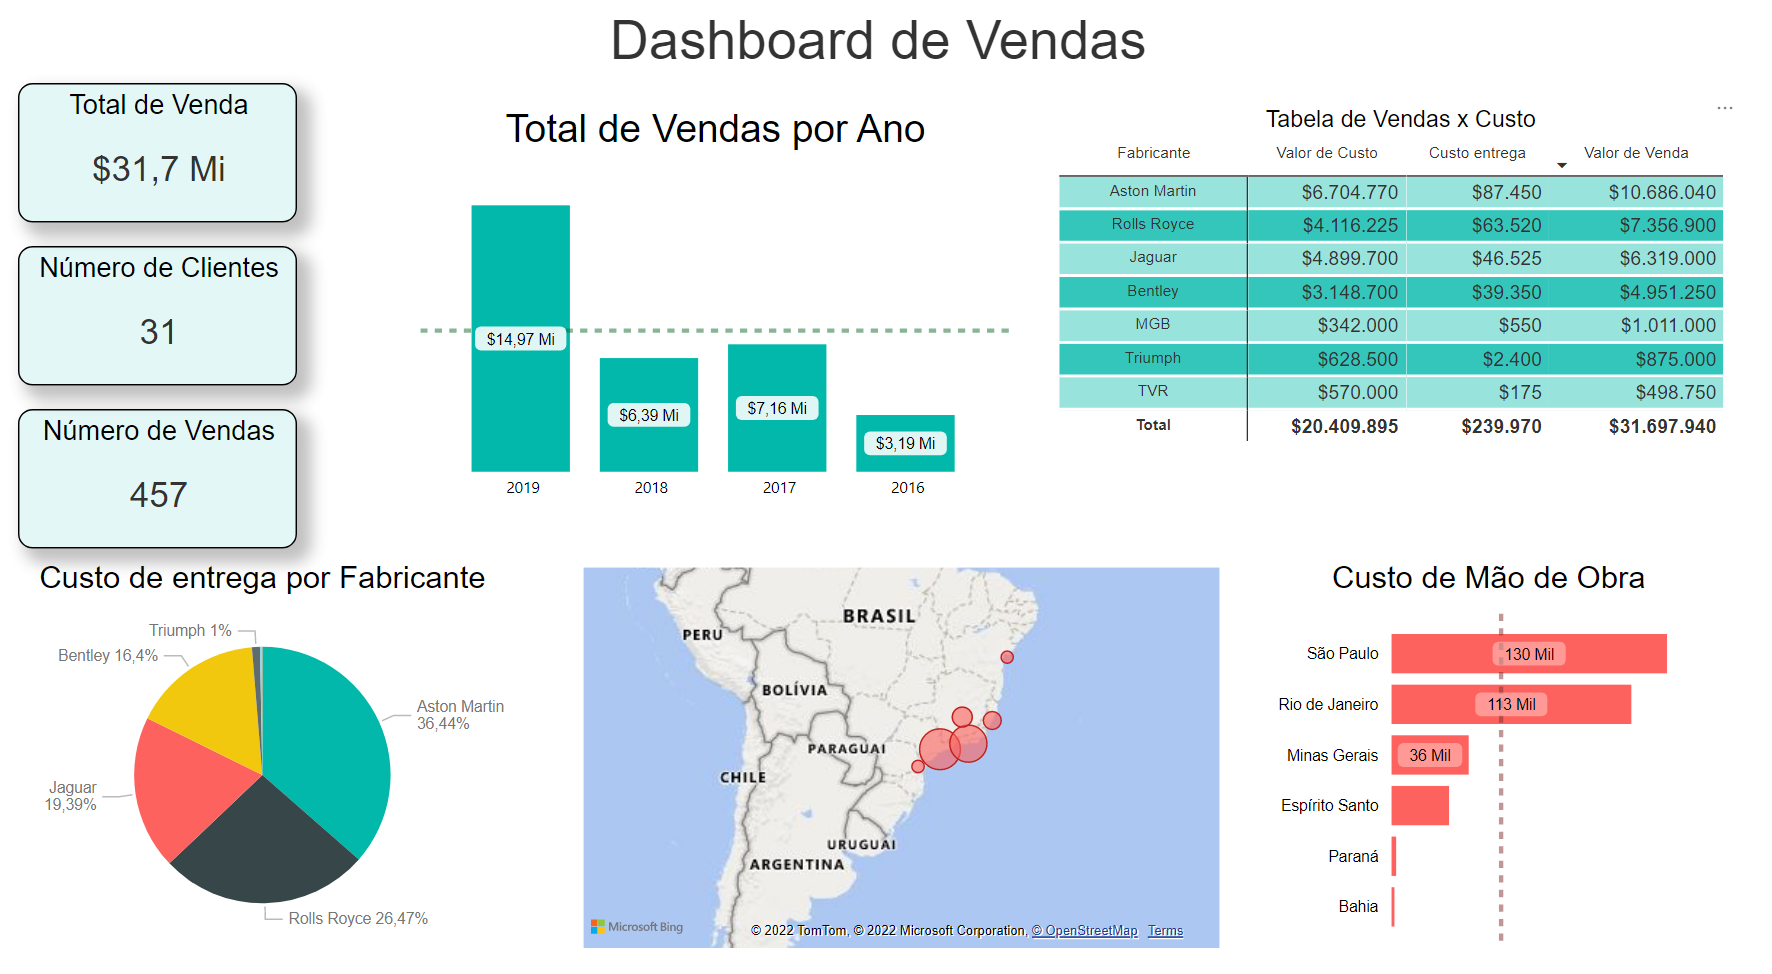 Dashboard de Vendas
Total de Venda
$31,7 Mi
Número de Clientes
31
Número de Vendas
457
Total de Vendas por Ano
$14,97 Mi
$6,39 Mi
$7,16 Mi
$3,19 Mi
2019 2018 2017 2016
...
Tabela de Vendas x Custo
Fabricante Valor de Custo Custo entrega Valor de Venda
Aston Martin $6.704.770 $87.450 $10.686.040
Rolls Royce $4.116.225 $63.520 $7.356.900
Jaguar $4.899.700 $46.525 $6.319.000
Bentley $3.148.700 $39.350 $4.951.250
MGB $342.000 $550 $1.011.000
Triumph $628.500 $2.400 $875.000
TVR $570.000 $175 $498.750
Total $20.409.895 $239.970 $31.697.940
Custo de entrega por Fabricante
Triumph 1%
Bentley 16,4%
Aston Martin
36,44%
Jaguar
19,39%
Rolls Royce 26,47%
BRASIL
PERU
BOLÍVIA
PARAGUAI
CHILE
URUGUAI
ARGENTINA
Microsoft Bing
© 2022 TomTom, © 2022 Microsoft Corporation, © OpenStreetMap Terms
Custo de Mão de Obra
São Paulo 130 Mil
Rio de Janeiro 113 Mil
Minas Gerais 36 Mil
Espírito Santo
Paraná
Bahia